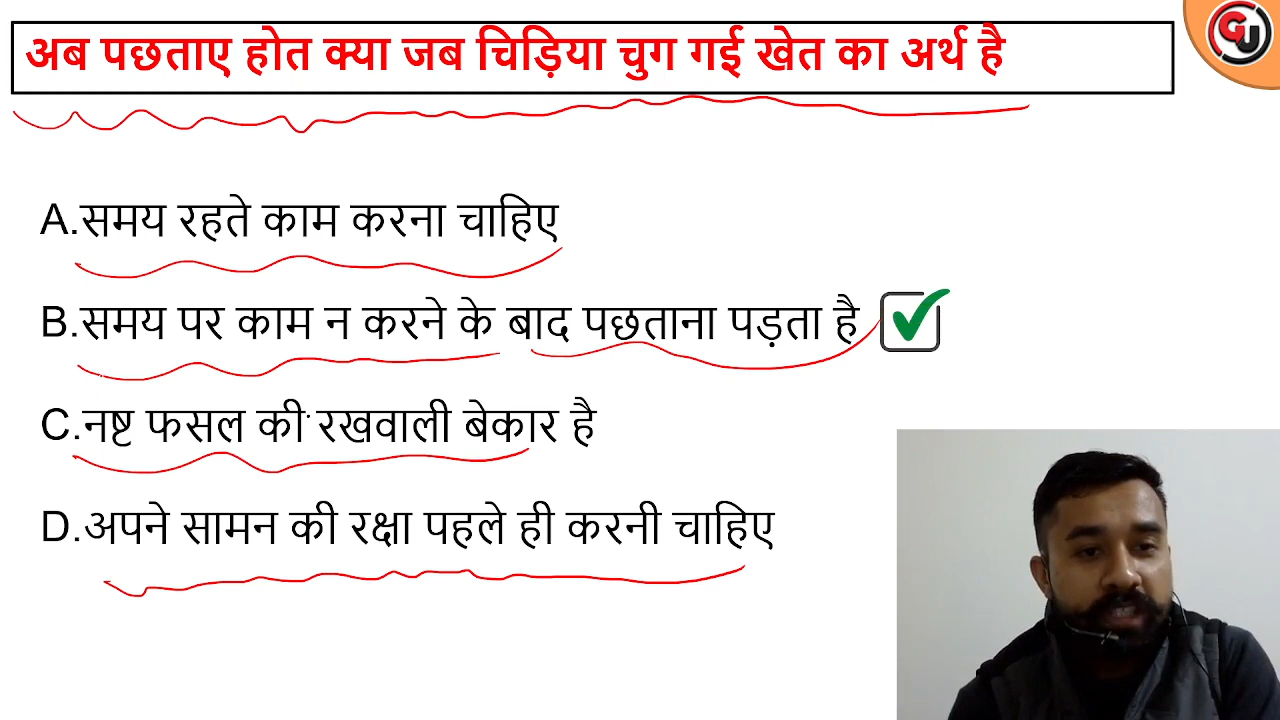 अब पछताए होत क्या जब चिड़िया चुग गई खेत का अर्थ है
GJ
A.समय रहते काम करना चाहिए
B.समय पर काम न करने के बाद पछताना पड़ता है
C.नष्ट फसल की रखवाली बेकार है
D.अपने सामन की रक्षा पहले ही करनी चाहिए